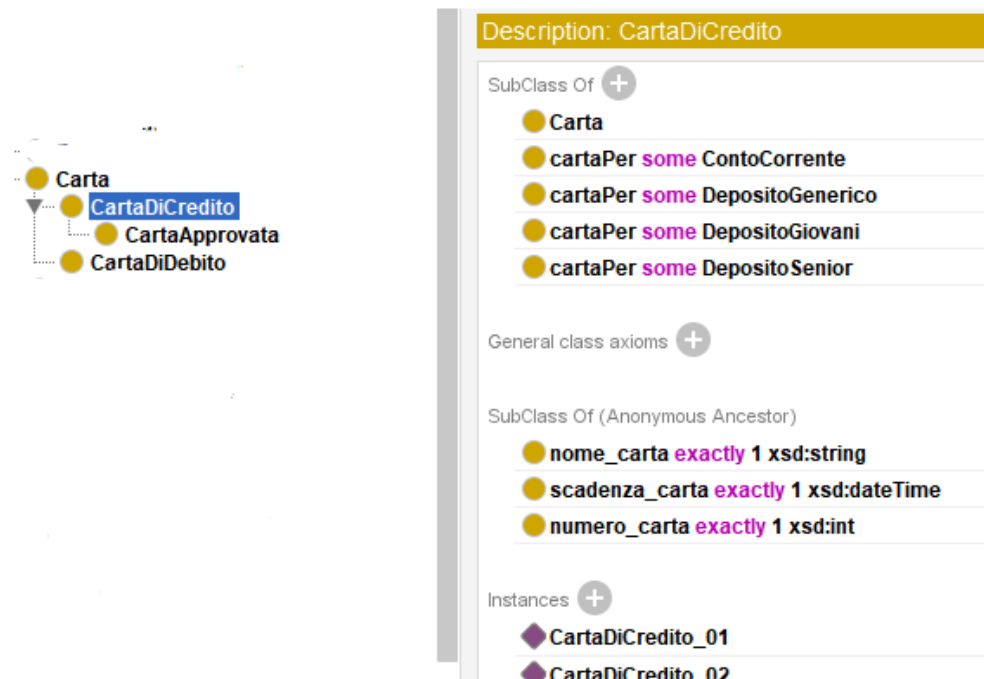 Carta
CartaDiCredito
CartaApprovata
CartaDiDebito
Description: CartaDiCredito
SubClass Of
Carta
cartaPer some ContoCorrente
cartaPer some DepositoGenerico
cartaPer some DepositoGiovani
cartaPer some DepositoSenior
General class axioms
SubClass Of (Anonymous Ancestor)
nome_carta exactly 1 xsd:string
scadenza_carta exactly 1 xsd:dateTime
numero_carta exactly 1 xsd:int
Instances
CartaDiCredito_01
CartaDiCredito_02